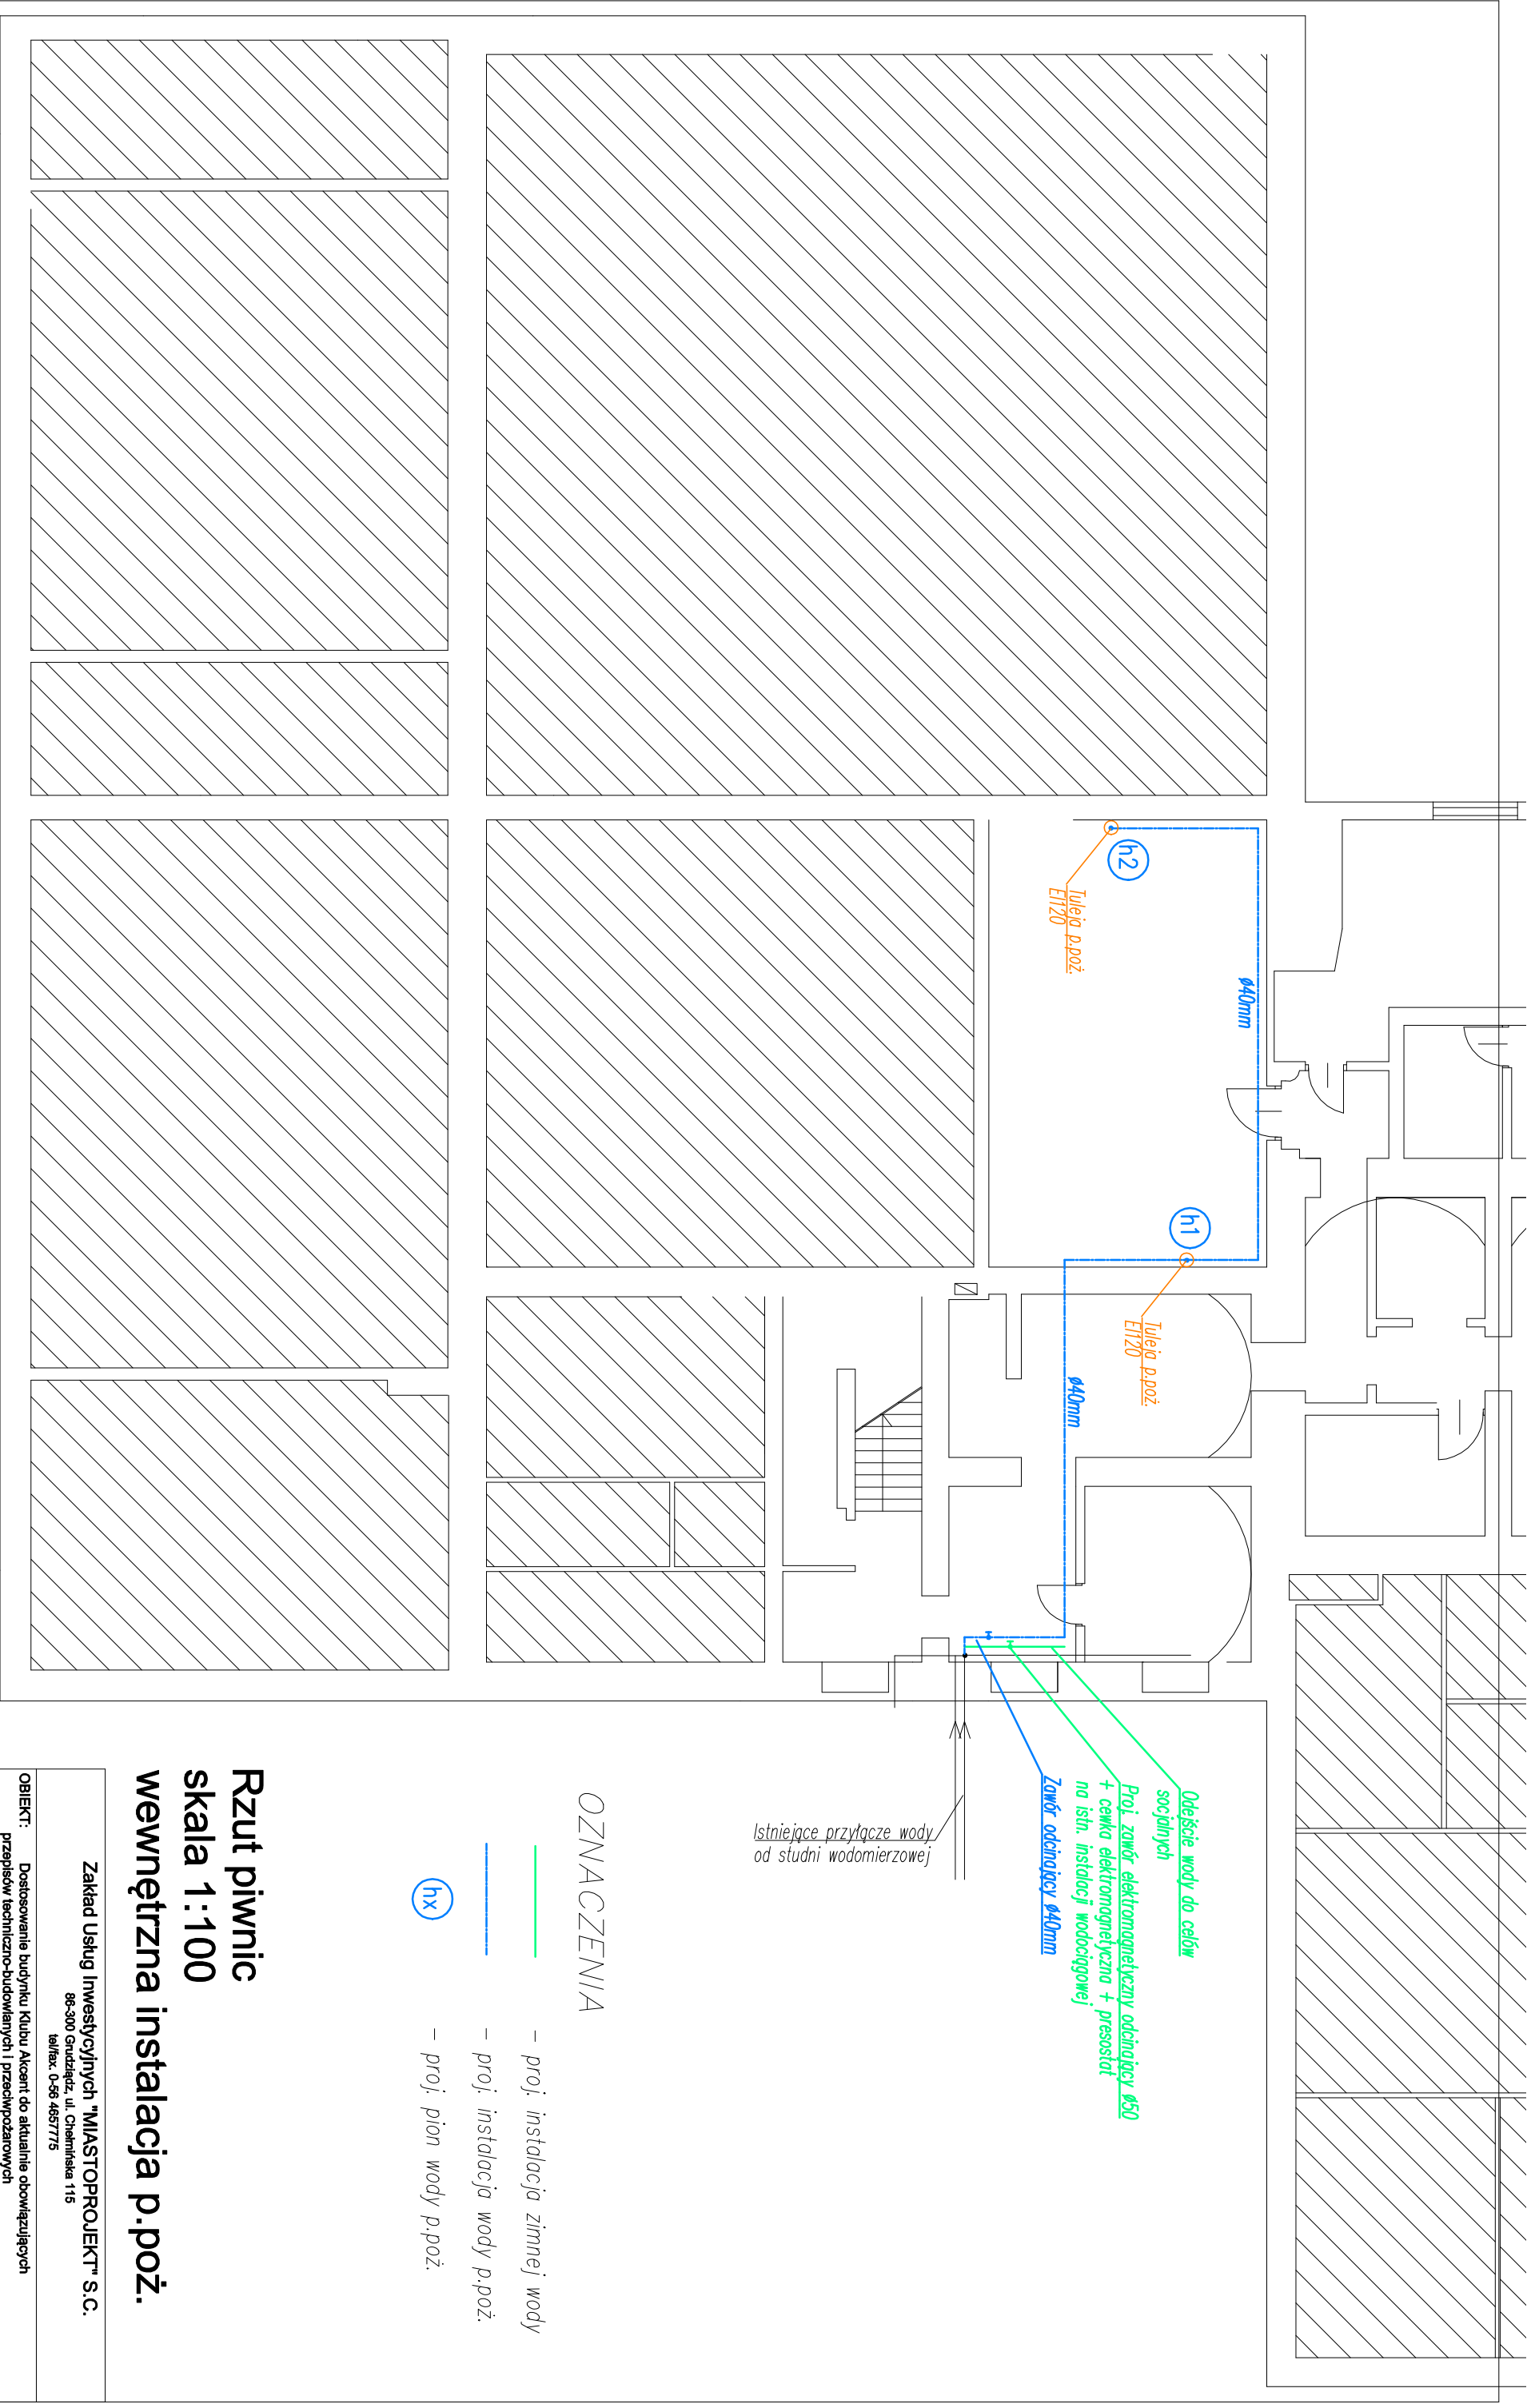 h2
Tuleja p.poż.
EI120
ø40mm
h1
Tuleja p.poż.
EI120
ø40mm
Odejście wody do celów
socjalnych
Proj. zawór elektromagnetyczny odcinający ø50
+ cewka elektromagnetyczna + presostat
na istn. instalacji wodociągowej
Zawór odcinający ø40mm
Istniejące przyłącze wody
od studni wodomierzowej
OZNACZENIA
– proj. instalacja zimnej wody
– proj. instalacja wody p.poż.
hx
– proj. pion wody p.poż.
Rzut piwnic
skala 1:100
wewnętrzna instalacja p.poż.
Zakład Usług Inwestycyjnych "MIASTOPROJEKT" S.C.
86-300 Grudziądz, ul. Chełmińska 115
tel/fax. 0-56 4657775
OBIEKT: Dostosowanie budynku Klubu Akcent do aktualnie obowiązujących
przepisów techniczno-budowlanych i przeciwpożarowych